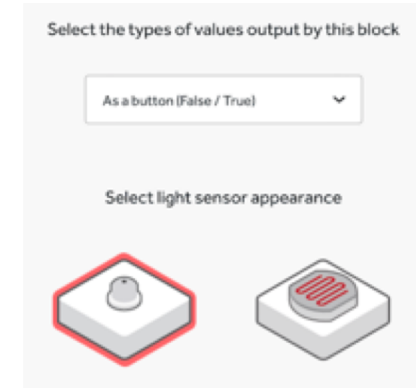 Select the types of values output by this block
As a button (False / True)
Select light sensor appearance